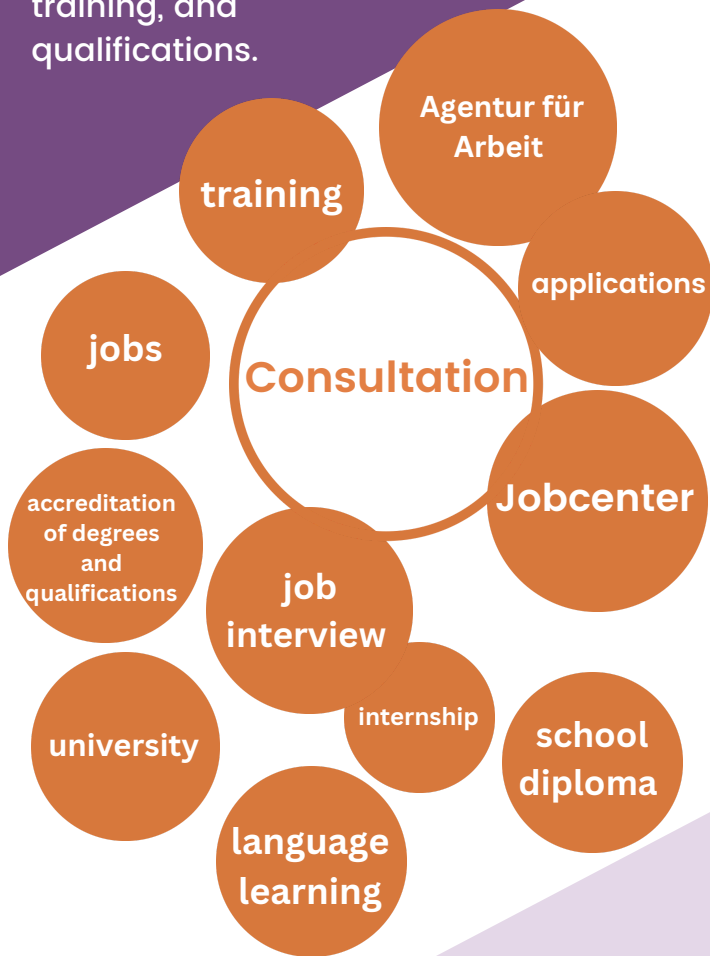 training, and
qualifications.
Agentur für
Arbeit
training
applications
jobs
Consultation
Jobcenter
accreditation
of degrees
and
qualifications
job
interview
internship
university
school
diploma
language
learning